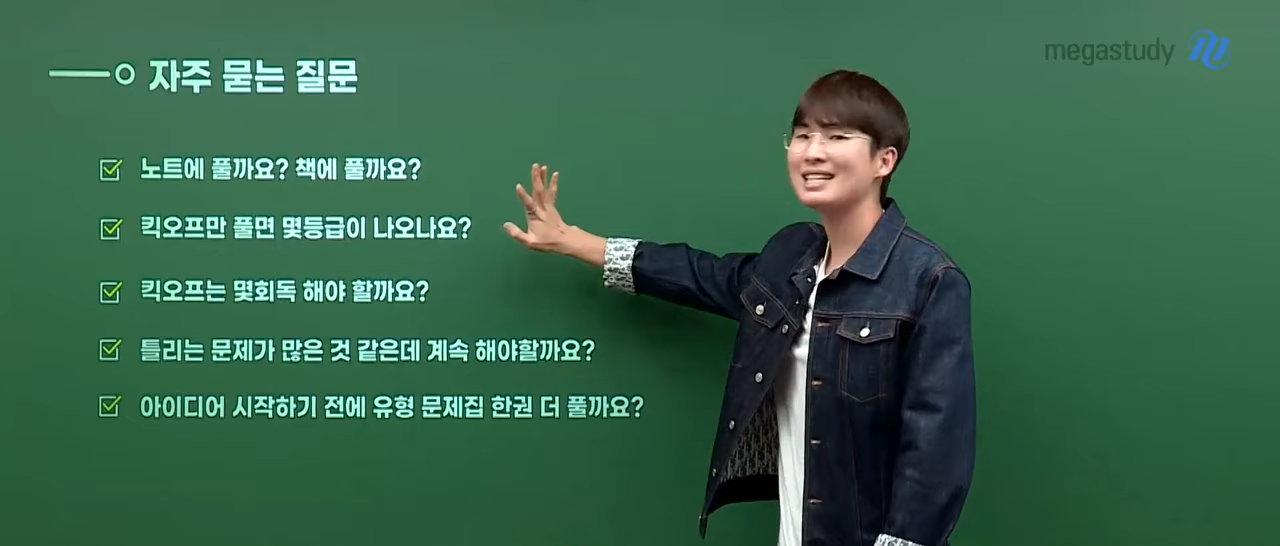 megastudy
자주 묻는 질문
노트에 풀까요? 책에 풀까요?
킥오프만 풀면 몇등급이 나오나요?
킥오프는 몇회독 해야 할까요?
틀리는 문제가 많은 것 같은데 계속 해야할까요?
아이디어 시작하기 전에 유형 문제집 한권 더 풀까요?